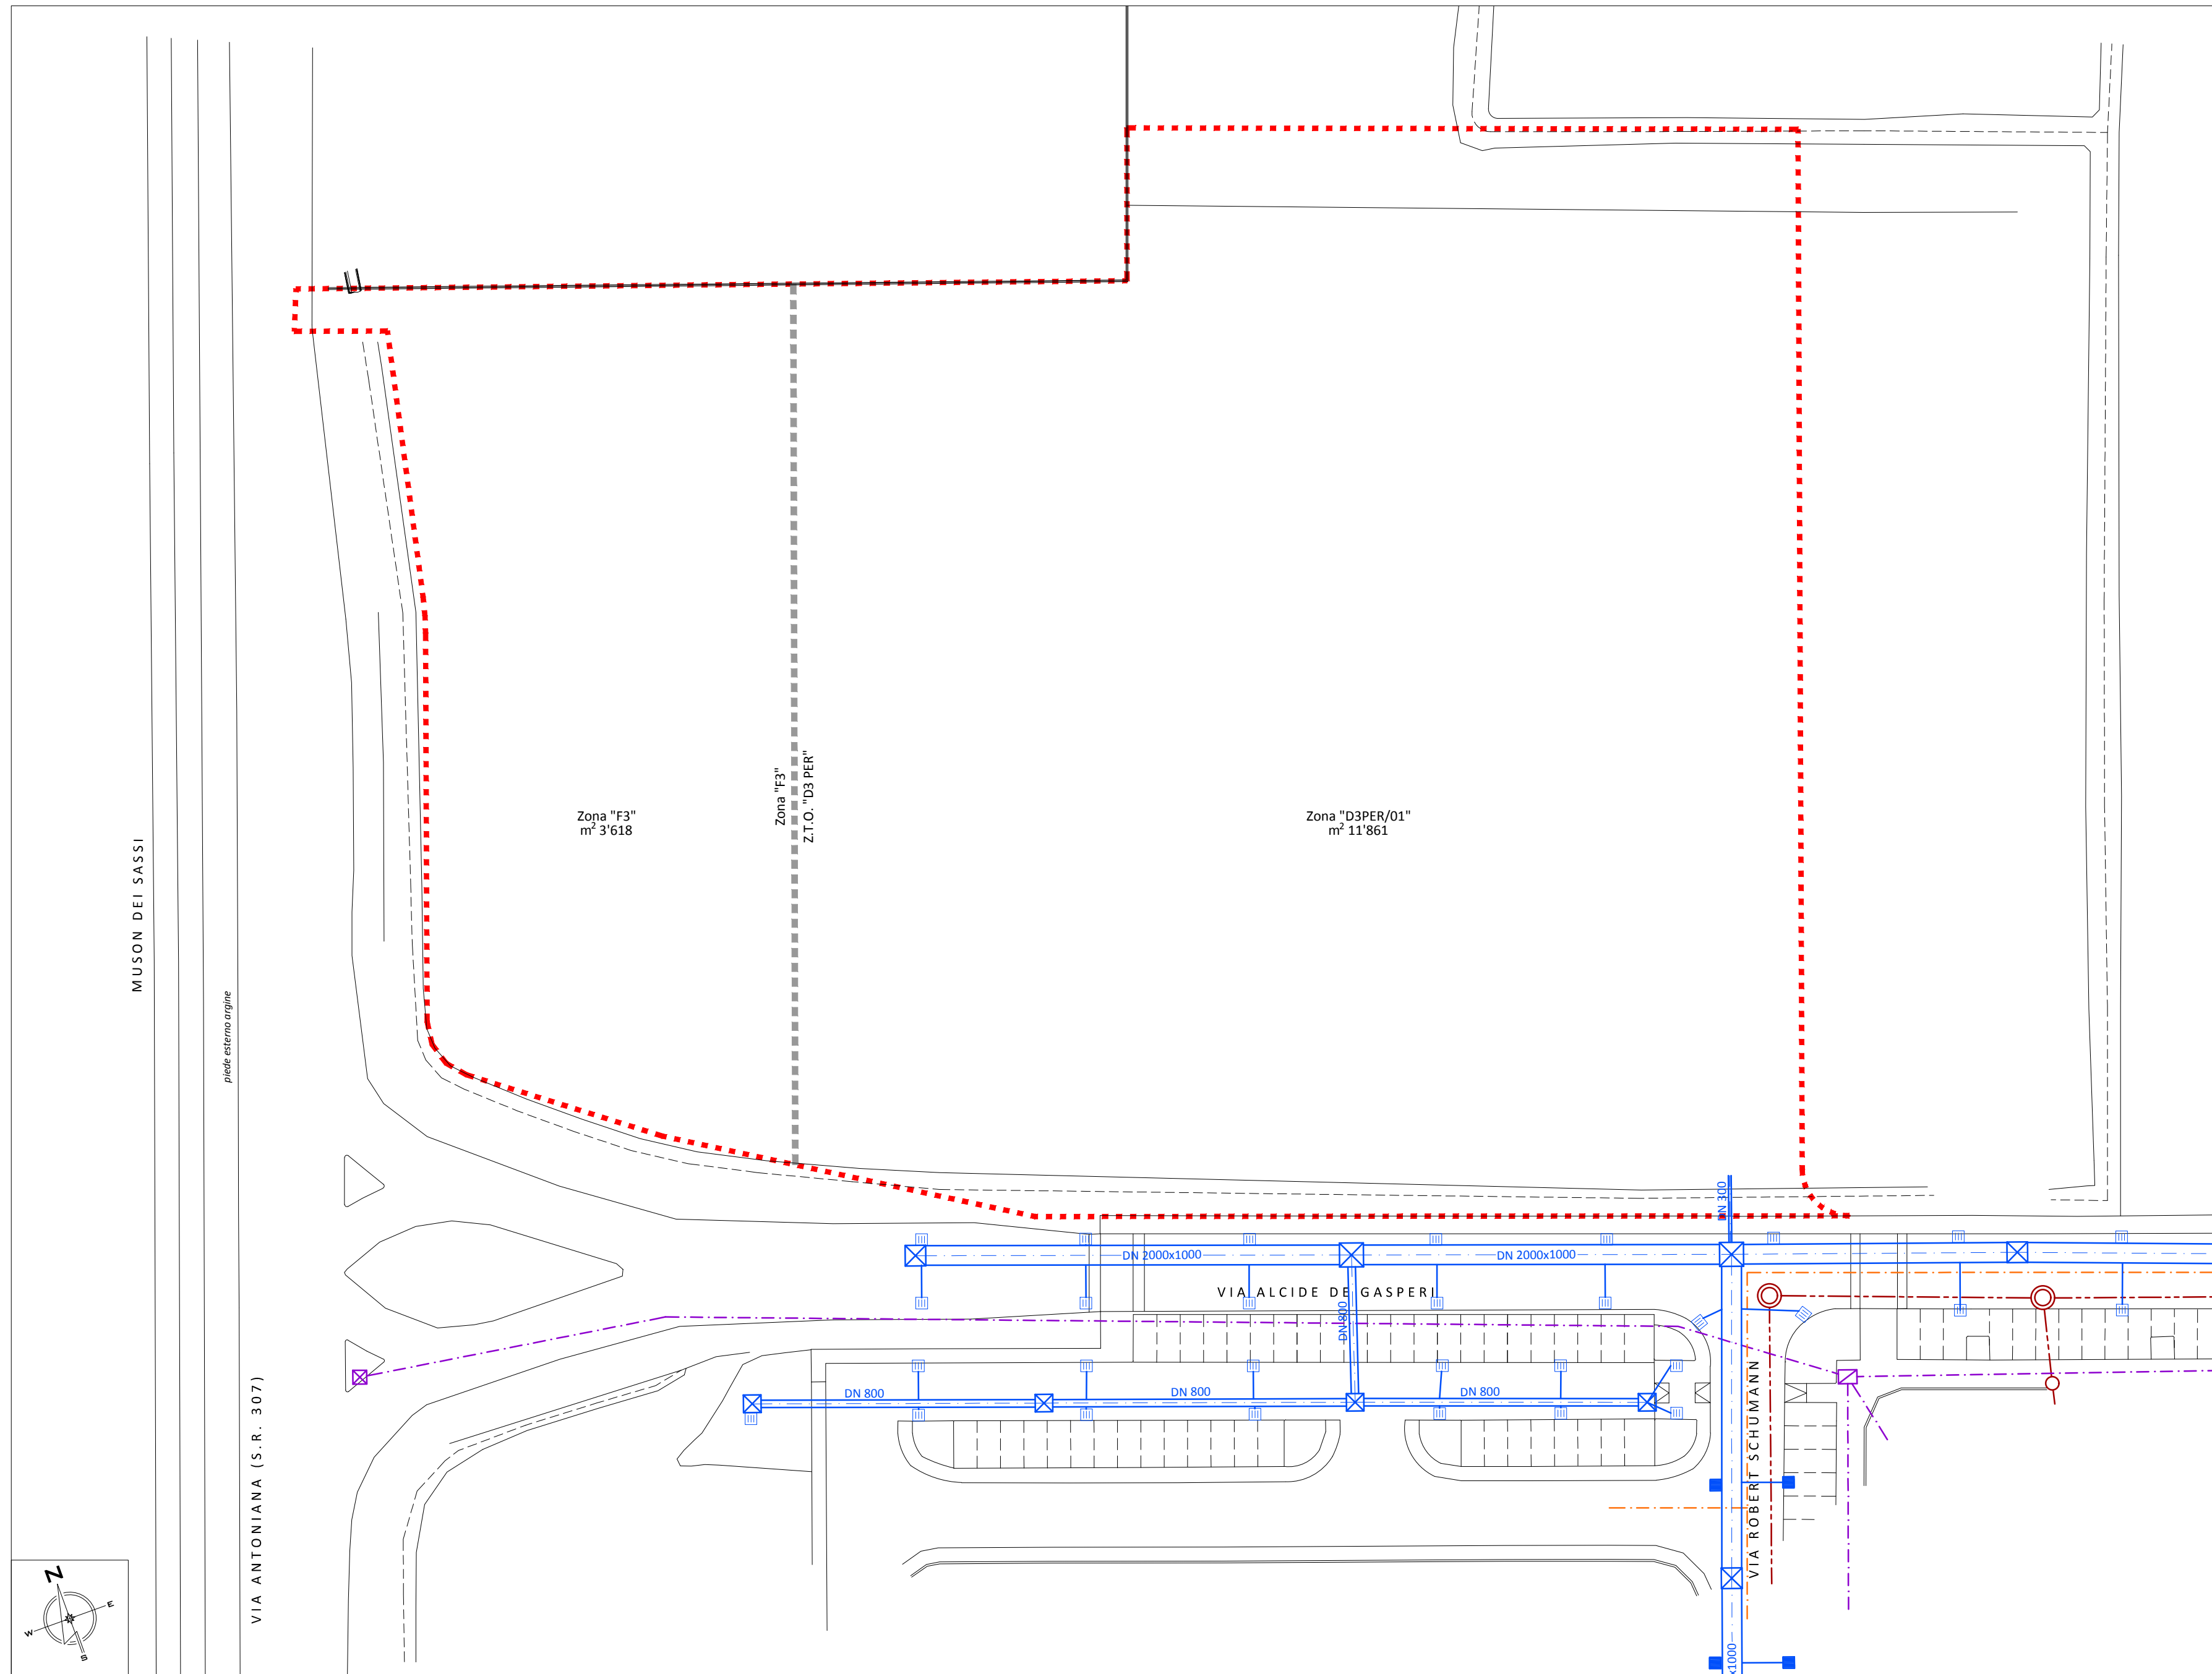 Zona "F3"
m² 3'618
Zona "F3"
Z.T.O. "D3 PER"
Zona "D3PER/01"
m² 11'861
MUSON DEI SASSI
piede esterno argine
VIA ANTONIANA (S.R. 307)
DN 300
DN 2000x1000
DN 2000x1000
VIA ALCIDE DE GASPERI
DN 800
DN 800
DN 800
DN 800
VIA ROBERT SCHUMANN
x1000
N
E
W
S